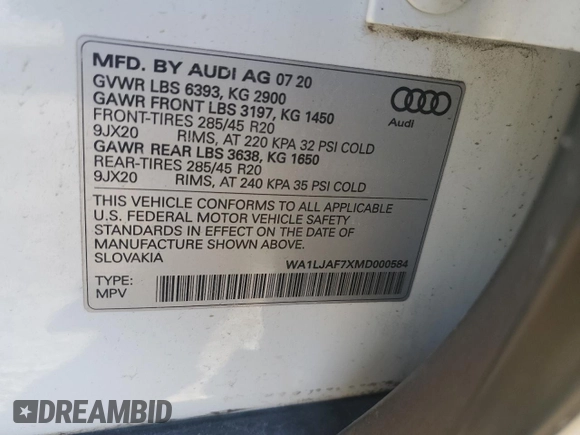 MFD. BY AUDI AG 07 20
GVWR LBS 6393, KG 2900
GAWR FRONT LBS 3197, KG 1450
FRONT-TIRES 285/45 R20
9JX20 RIMS, AT 220 KPA 32 PSI COLD
GAWR REAR LBS 3638, KG 1650
REAR-TIRES 285/45 R20
9JX20 RIMS, AT 240 KPA 35 PSI COLD
Audi
THIS VEHICLE CONFORMS TO ALL APPLICABLE
U.S. FEDERAL MOTOR VEHICLE SAFETY
STANDARDS IN EFFECT ON THE DATE OF
MANUFACTURE SHOWN ABOVE.
SLOVAKIA WA1LJAF7XMD000584
TYPE:
MPV
DREAMBID